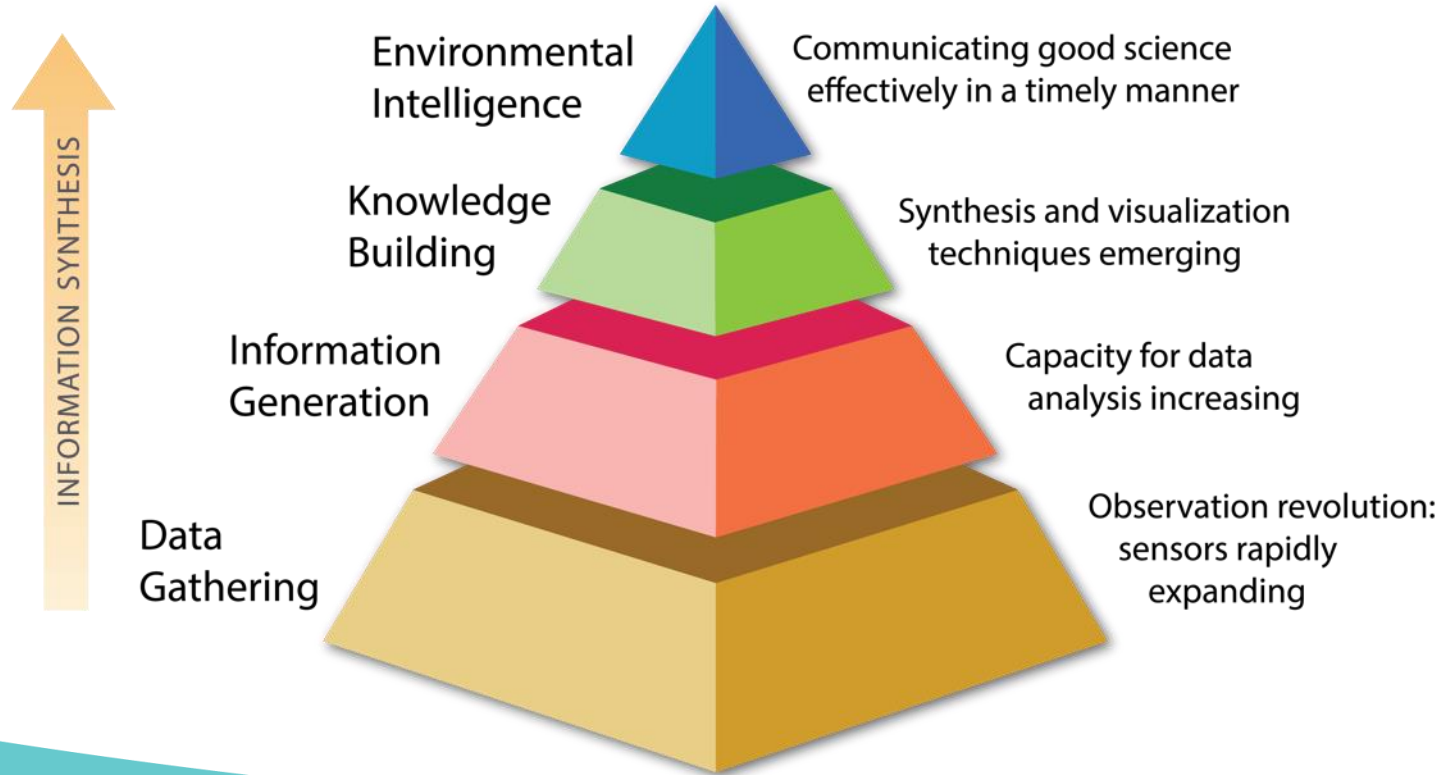 INFORMATION SYNTHESIS
Environmental
Intelligence
Communicating good science
effectively in a timely manner
Knowledge
Building
Synthesis and visualization
techniques emerging
Information
Generation
Capacity for data
analysis increasing
Data
Gathering
Observation revolution:
sensors rapidly
expanding